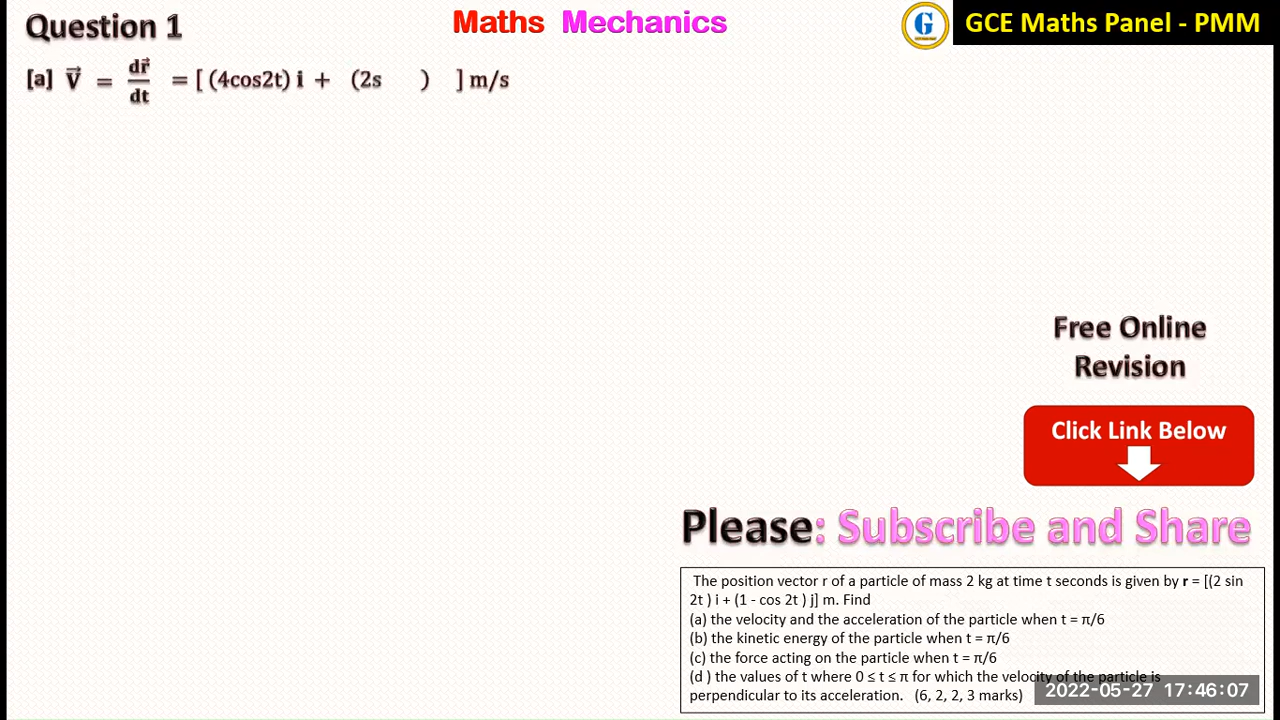 Question 1
Maths Mechanics
G
GCE Maths Panel - PMM
[a] V⃗ = dr⃗/dt = [ (4cos2t) i + (2s ) ] m/s
Free Online
Revision
Click Link Below
Please: Subscribe and Share
The position vector r of a particle of mass 2 kg at time t seconds is given by r = [(2 sin
2t ) i + (1 - cos 2t ) j] m. Find
(a) the velocity and the acceleration of the particle when t = π/6
(b) the kinetic energy of the particle when t = π/6
(c) the force acting on the particle when t = π/6
(d ) the values of t where 0 ≤ t ≤ π for which the velocity of the particle is
perpendicular to its acceleration. (6, 2, 2, 3 marks)
2022-05-27 17:46:07